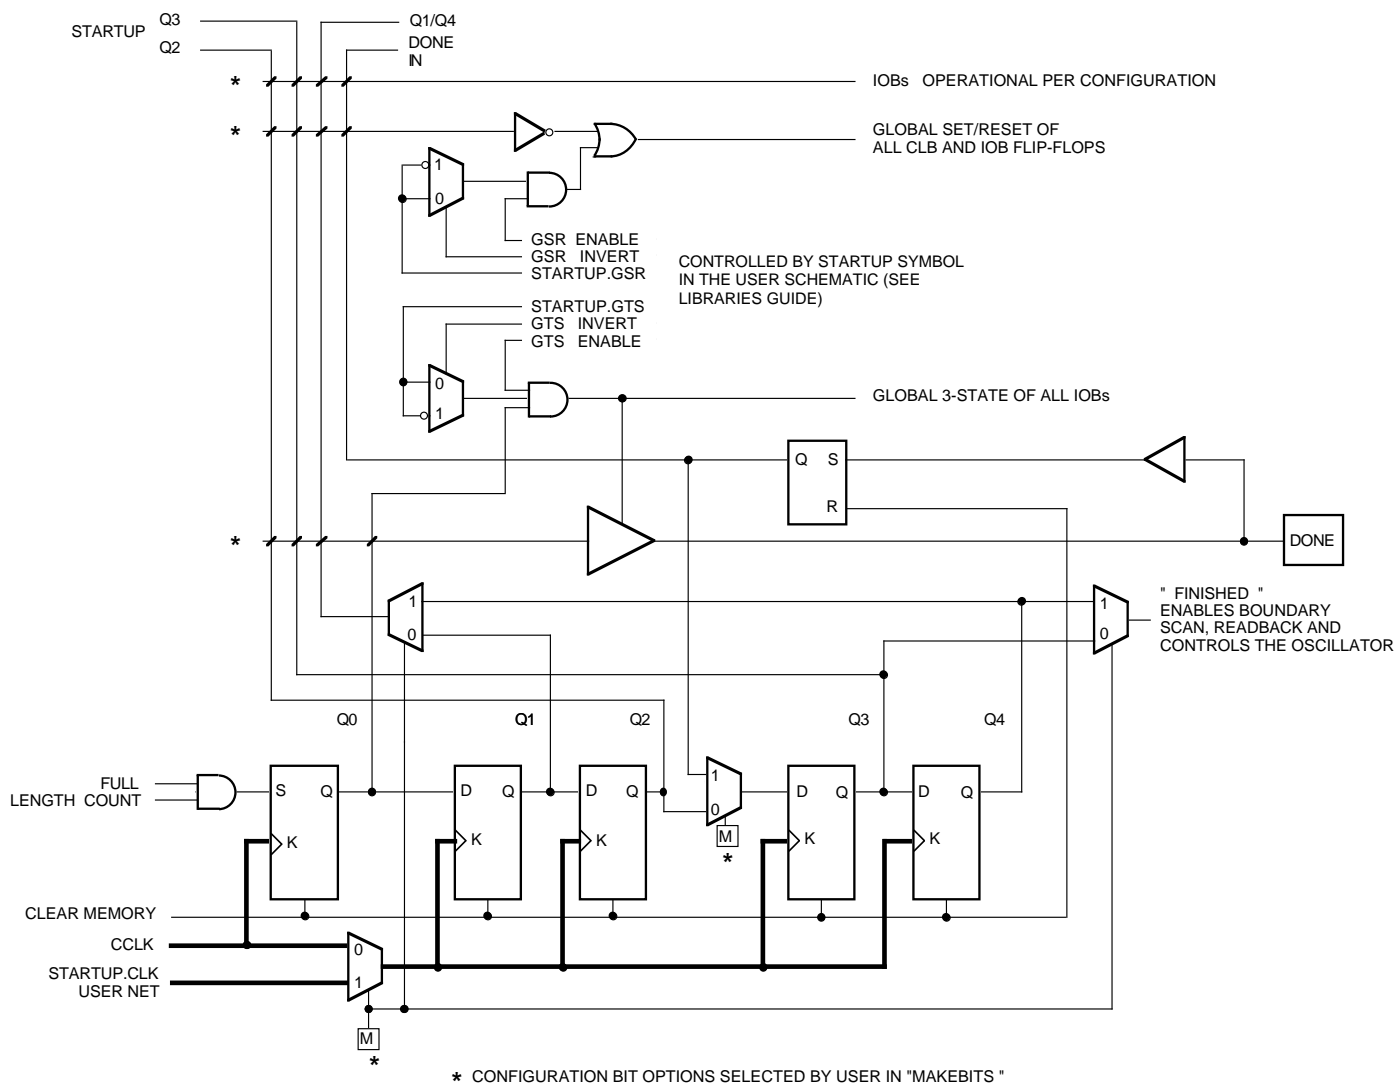 STARTUP
Q3
Q2
Q1/Q4
DONE
IN
* IOBs OPERATIONAL PER CONFIGURATION
*
GLOBAL SET/RESET OF
ALL CLB AND IOB FLIP-FLOPS
1
0
GSR ENABLE
GSR INVERT
STARTUP.GSR
CONTROLLED BY STARTUP SYMBOL
IN THE USER SCHEMATIC (SEE
LIBRARIES GUIDE)
STARTUP.GTS
GTS INVERT
GTS ENABLE
0
1
GLOBAL 3-STATE OF ALL IOBs
Q S
R
*
DONE
1
0
1
0
" FINISHED "
ENABLES BOUNDARY
SCAN, READBACK AND
CONTROLS THE OSCILLATOR
Q0
Q1
Q2
Q3
Q4
FULL
LENGTH COUNT
S Q
K
D Q
K
D Q
K
1
0
M
*
D Q
K
D Q
K
CLEAR MEMORY
CCLK
STARTUP.CLK
USER NET
0
1
M
*
* CONFIGURATION BIT OPTIONS SELECTED BY USER IN "MAKEBITS "